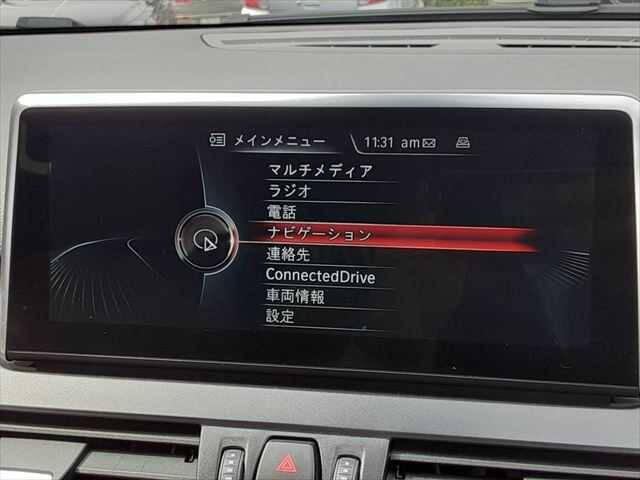 メインメニュー 11:31 am
マルチメディア
ラジオ
電話
ナビゲーション
連絡先
ConnectedDrive
車両情報
設定